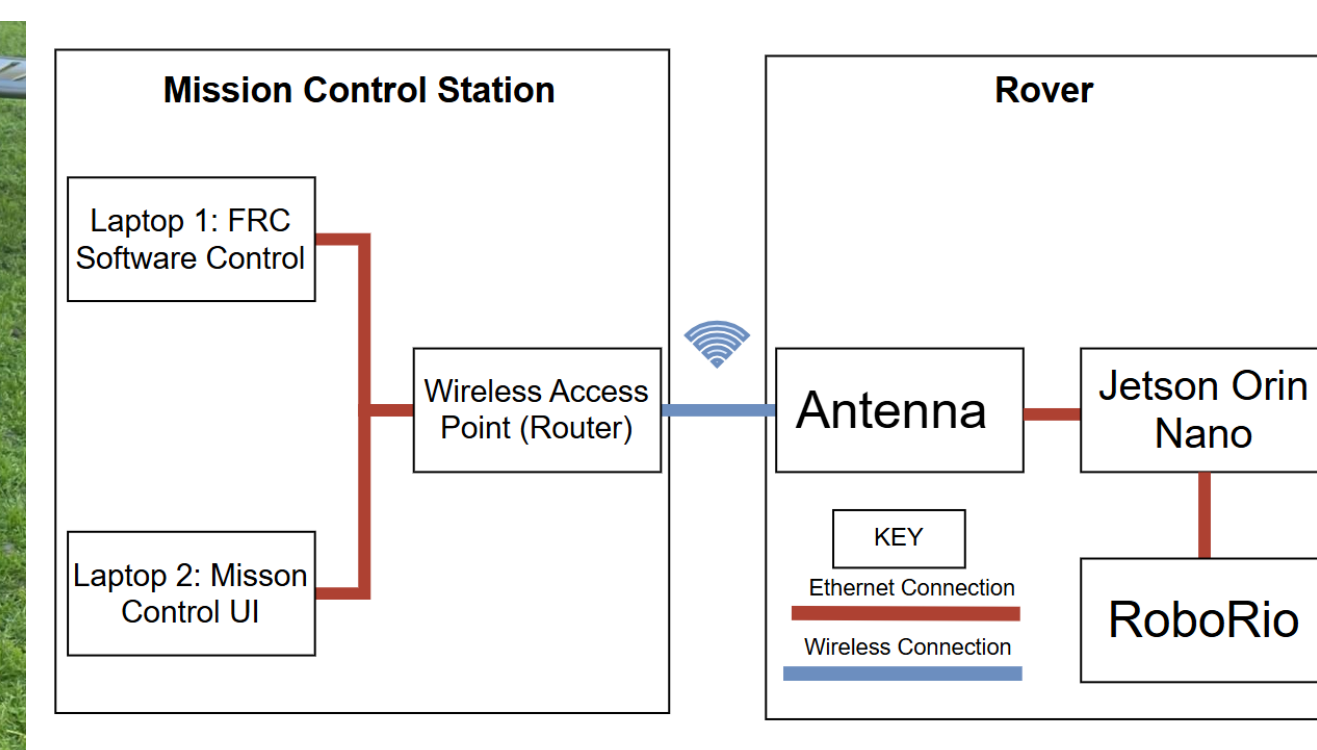 Mission Control Station
Laptop 1: FRC
Software Control
Wireless Access
Point (Router)
Laptop 2: Misson
Control UI
Rover
Antenna
Jetson Orin
Nano
KEY
Ethernet Connection
Wireless Connection
RoboRio